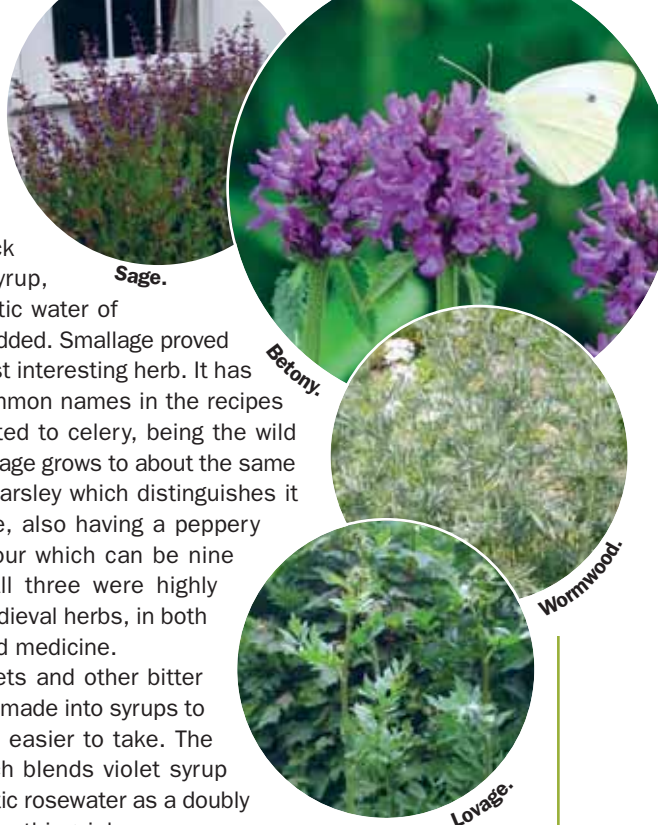 ck
yrup,
tic water of
dded. Smallage proved
st interesting herb. It has
mmon names in the recipes
ted to celery, being the wild
age grows to about the same
arsley which distinguishes it
e, also having a peppery
our which can be nine
ll three were highly
dieval herbs, in both
d medicine.
ets and other bitter
made into syrups to
easier to take. The
h blends violet syrup
tic rosewater as a doubly
Sage.
Betony.
Wormwood.
Lovage.